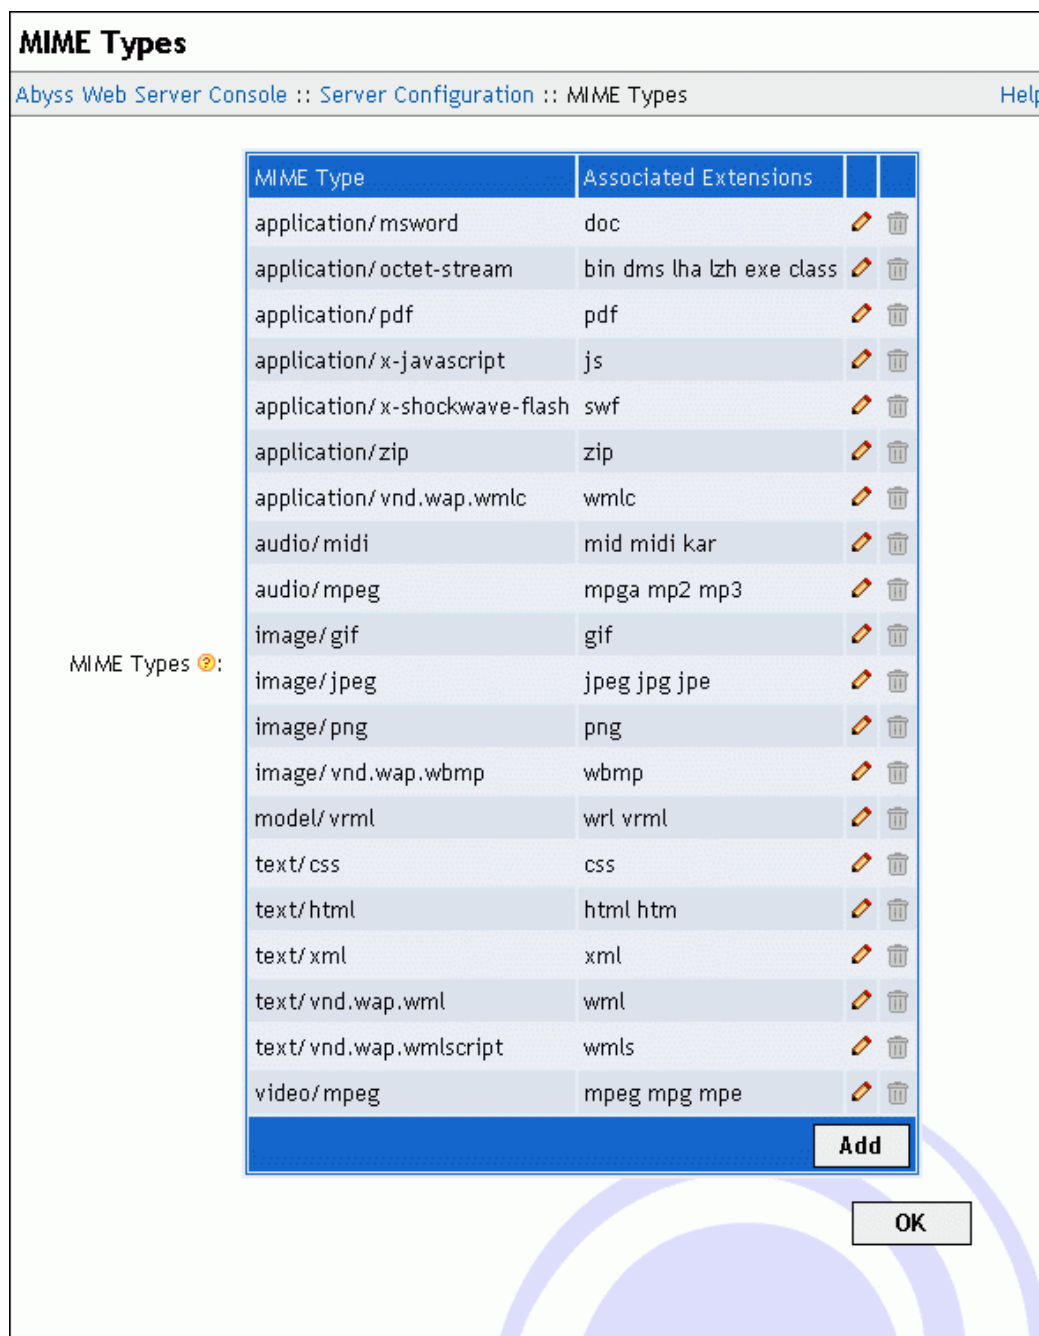 MIME Types
Abyss Web Server Console :: Server Configuration :: MIME Types Help
MIME Type Associated Extensions
application/msword doc
application/octet-stream bin dms lha lzh exe class
application/pdf pdf
application/x-javascript js
application/x-shockwave-flash swf
application/zip zip
application/vnd.wap.wmlc wmlc
audio/midi mid midi kar
audio/mpeg mpga mp2 mp3
image/gif gif
MIME Types ?:
image/jpeg jpeg jpg jpe
image/png png
image/vnd.wap.wbmp wbmp
model/vrml wrl vrml
text/css css
text/html html htm
text/xml xml
text/vnd.wap.wml wml
text/vnd.wap.wmlscript wmls
video/mpeg mpeg mpg mpe
Add
OK